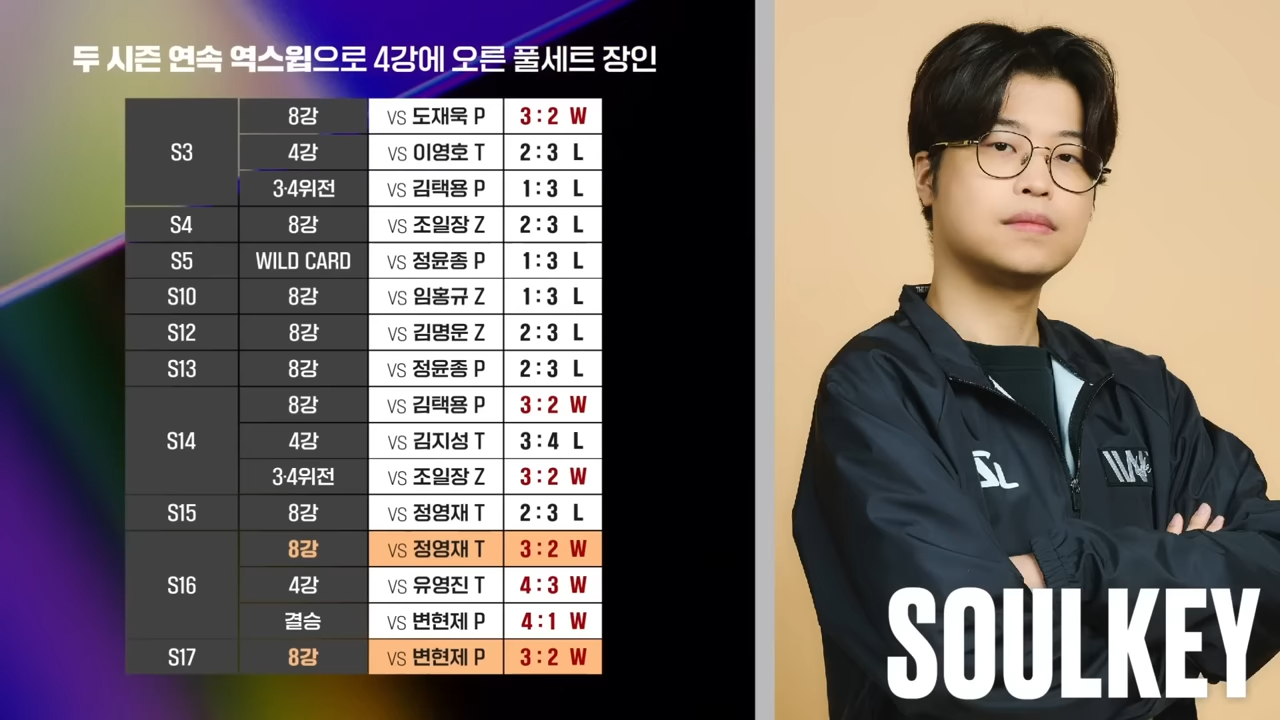 두 시즌 연속 역스윕으로 4강에 오른 풀세트 장인
S3 8강 VS 도재욱 P 3:2 W
4강 VS 이영호 T 2:3 L
3·4위전 VS 김택용 P 1:3 L
S4 8강 VS 조일장 Z 2:3 L
S5 WILD CARD VS 정윤종 P 1:3 L
S10 8강 VS 임홍규 Z 1:3 L
S12 8강 VS 김명운 Z 2:3 L
S13 8강 VS 정윤종 P 2:3 L
S14 8강 VS 김택용 P 3:2 W
4강 VS 김지성 T 3:4 L
3·4위전 VS 조일장 Z 3:2 W
S15 8강 VS 정영재 T 2:3 L
S16 8강 VS 정영재 T 3:2 W
4강 VS 유영진 T 4:3 W
결승 VS 변현제 P 4:1 W
S17 8강 VS 변현제 P 3:2 W
SL
SOULKEY